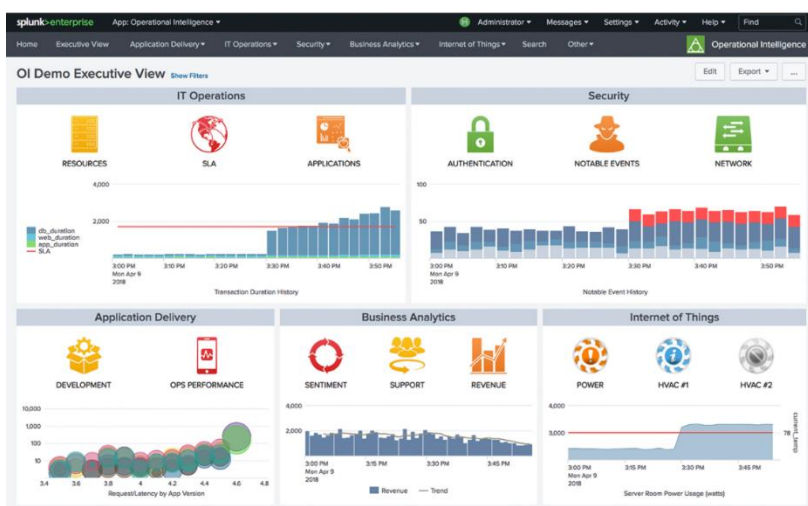 splunk>enterprise App: Operational Intelligence Administrator Messages Settings Activity Help Find
Home Executive View Application Delivery IT Operations Security Business Analytics Internet of Things Search Other Operational Intelligence
OI Demo Executive View Show Filters Edit Export ...
IT Operations
RESOURCES SLA APPLICATIONS
4,000
2,000
db_duration
web_duration
app_duration
SLA
3:00 PM 3:10 PM 3:20 PM 3:30 PM 3:40 PM 3:50 PM
Mon Apr 9
2018
Transaction Duration History
Security
AUTHENTICATION NOTABLE EVENTS NETWORK
100
50
3:00 PM 3:10 PM 3:20 PM 3:30 PM 3:40 PM 3:50 PM
Mon Apr 9
2018
Notable Event History
Application Delivery
DEVELOPMENT OPS PERFORMANCE
10,000
1,000
100
10
3.4 3.6 3.8 4 4.2 4.4 4.6 4.8
Request/Latency by App Version
Business Analytics
SENTIMENT SUPPORT REVENUE
4,000
2,000
3:00 PM 3:15 PM 3:30 PM 3:45 PM
Mon Apr 9
2018
Revenue Trend
Internet of Things
POWER HVAC #1 HVAC #2
4,000
3,000
78
current_temp
3:00 PM 3:15 PM 3:30 PM 3:45 PM
Mon Apr 9
2018
Server Room Power Usage (watts)